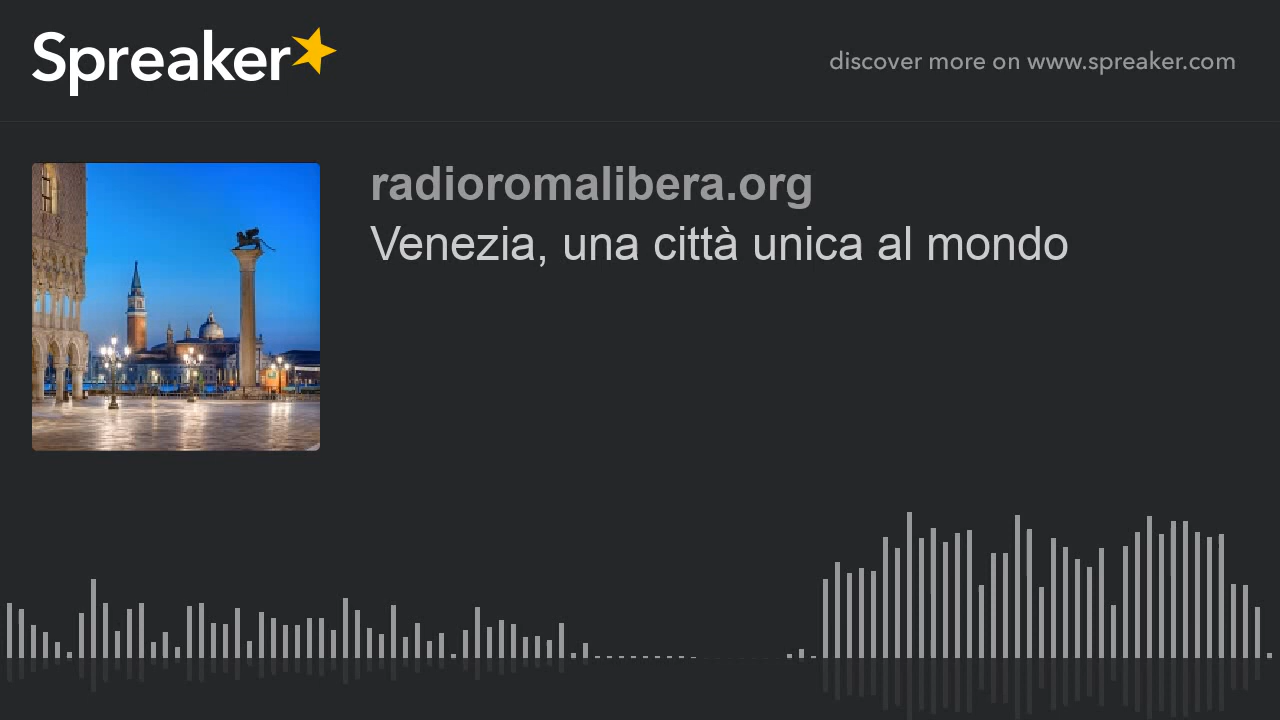 Spreaker
discover more on www.spreaker.com
radioromalibera.org
Venezia, una città unica al mondo